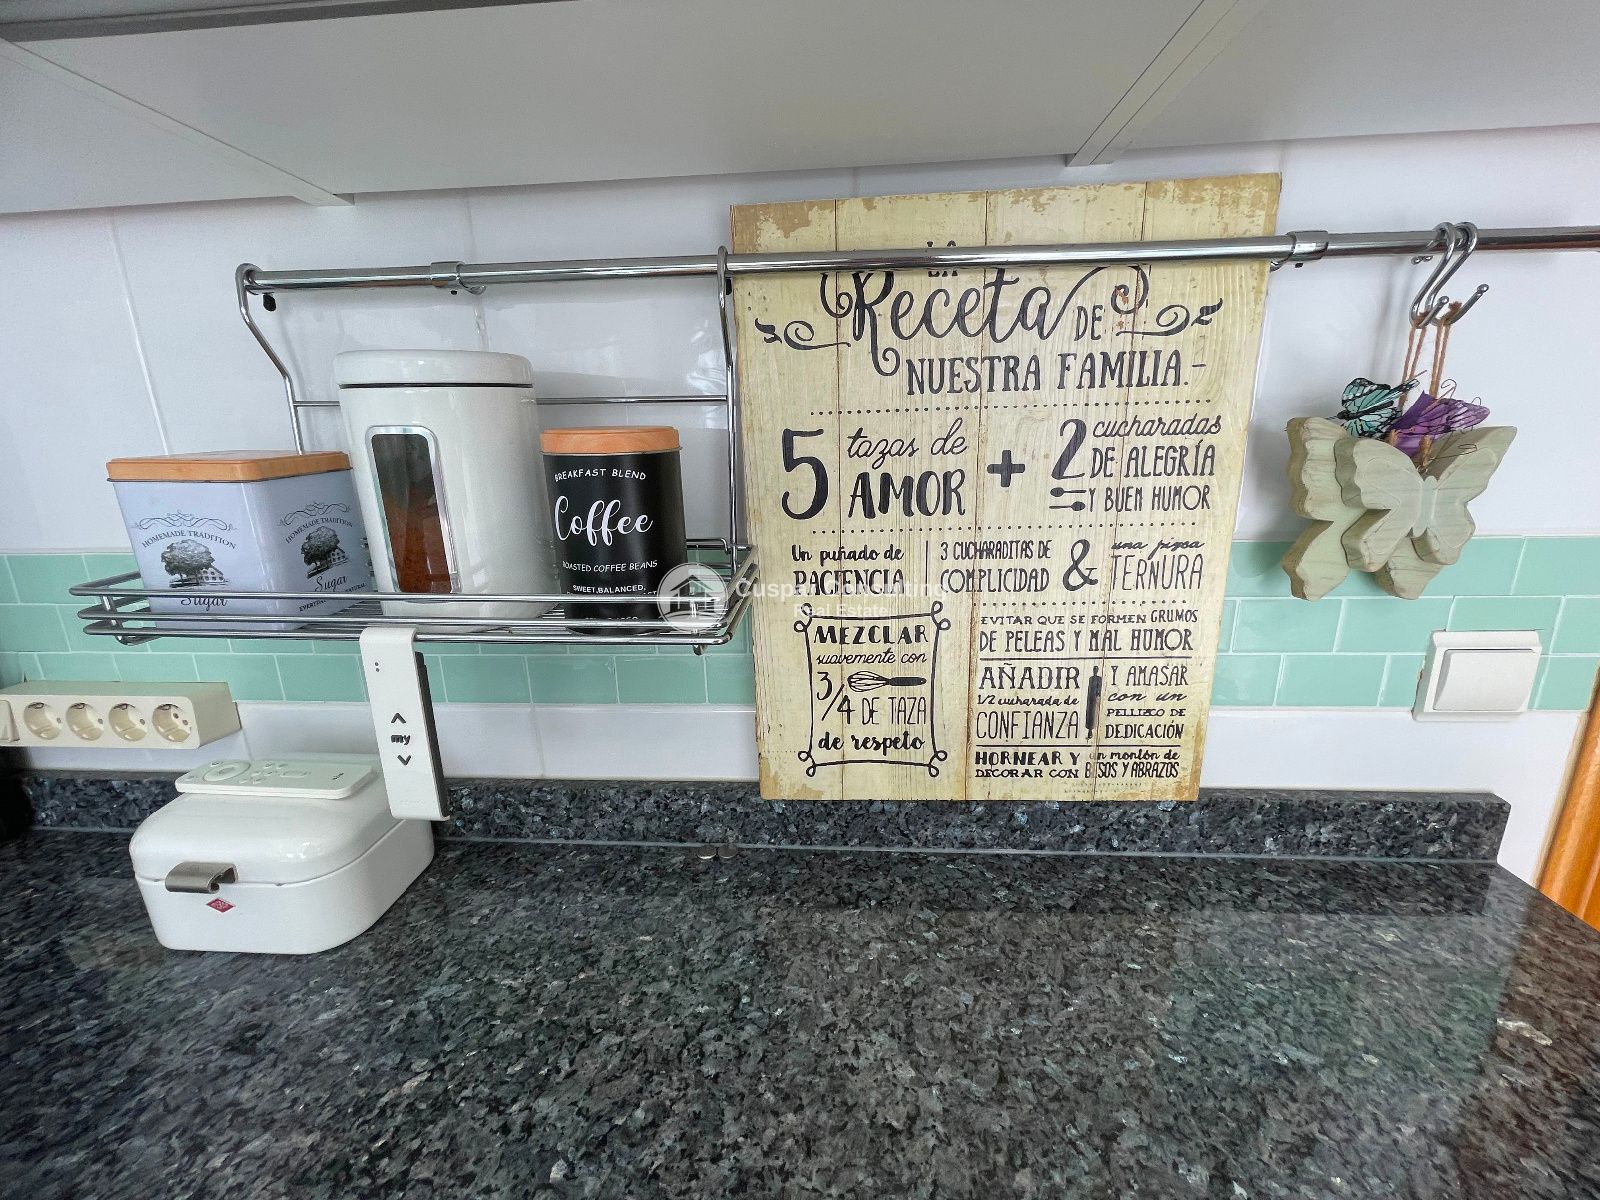 LA
Receta DE
NUESTRA FAMILIA.-
5 tazas de
AMOR
+
2 cucharadas
DE ALEGRÍA
Y BUEN HUMOR
Un puñado de
PACIENCIA
3 CUCHARADITAS DE
COMPLICIDAD
&
una pizca
TERNURA
MEZCLAR
suavemente con
3/4 DE TAZA
de respeto
EVITAR QUE SE FORMEN GRUMOS
DE PELEAS Y MAL HUMOR
AÑADIR
1/2 cucharada de
CONFIANZA
Y AMASAR
con un
PELLIZCO DE
DEDICACIÓN
HORNEAR Y un montón de
DECORAR CON BESOS Y ABRAZOS
HOMEMADE TRADITION
Sugar
HOMEMADE TRADITION
Sugar
BREAKFAST BLEND
Coffee
ROASTED COFFEE BEANS
SWEET, BALANCED,
my
Real Estate